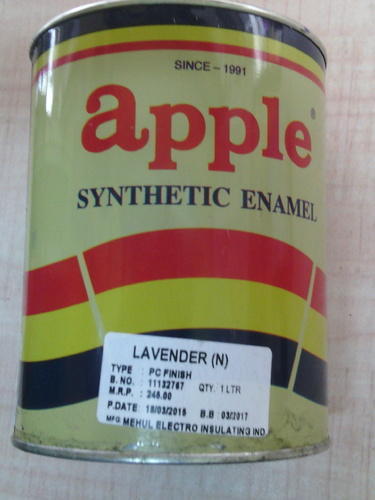 SINCE – 1991
apple®
SYNTHETIC ENAMEL
LAVENDER (N)
TYPE : PC FINISH
B. NO. : 11132767 QTY. 1 LTR
M.R.P. : 246.00
P.DATE 18/03/2015 B.B : 03/2017
MFG MEHUL ELECTRO INSULATING IND